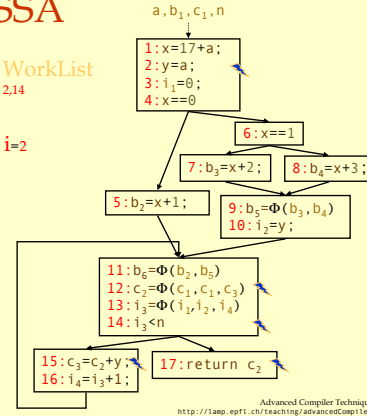 SSA
a,b1,c1,n
WorkList
2,14
i=2
1:x=17+a;
2:y=a;
3:i1=0;
4:x==0
6:x==1
7:b3=x+2;
8:b4=x+3;
5:b2=x+1;
9:b5=Φ(b3,b4)
10:i2=y;
11:b6=Φ(b2,b5)
12:c2=Φ(c1,c1,c3)
13:i3=Φ(i1,i2,i4)
14:i3<n
15:c3=c2+y;
16:i4=i3+1;
17:return c2
Advanced Compiler Techniqu
http://lamp.epfl.ch/teaching/advancedCompile